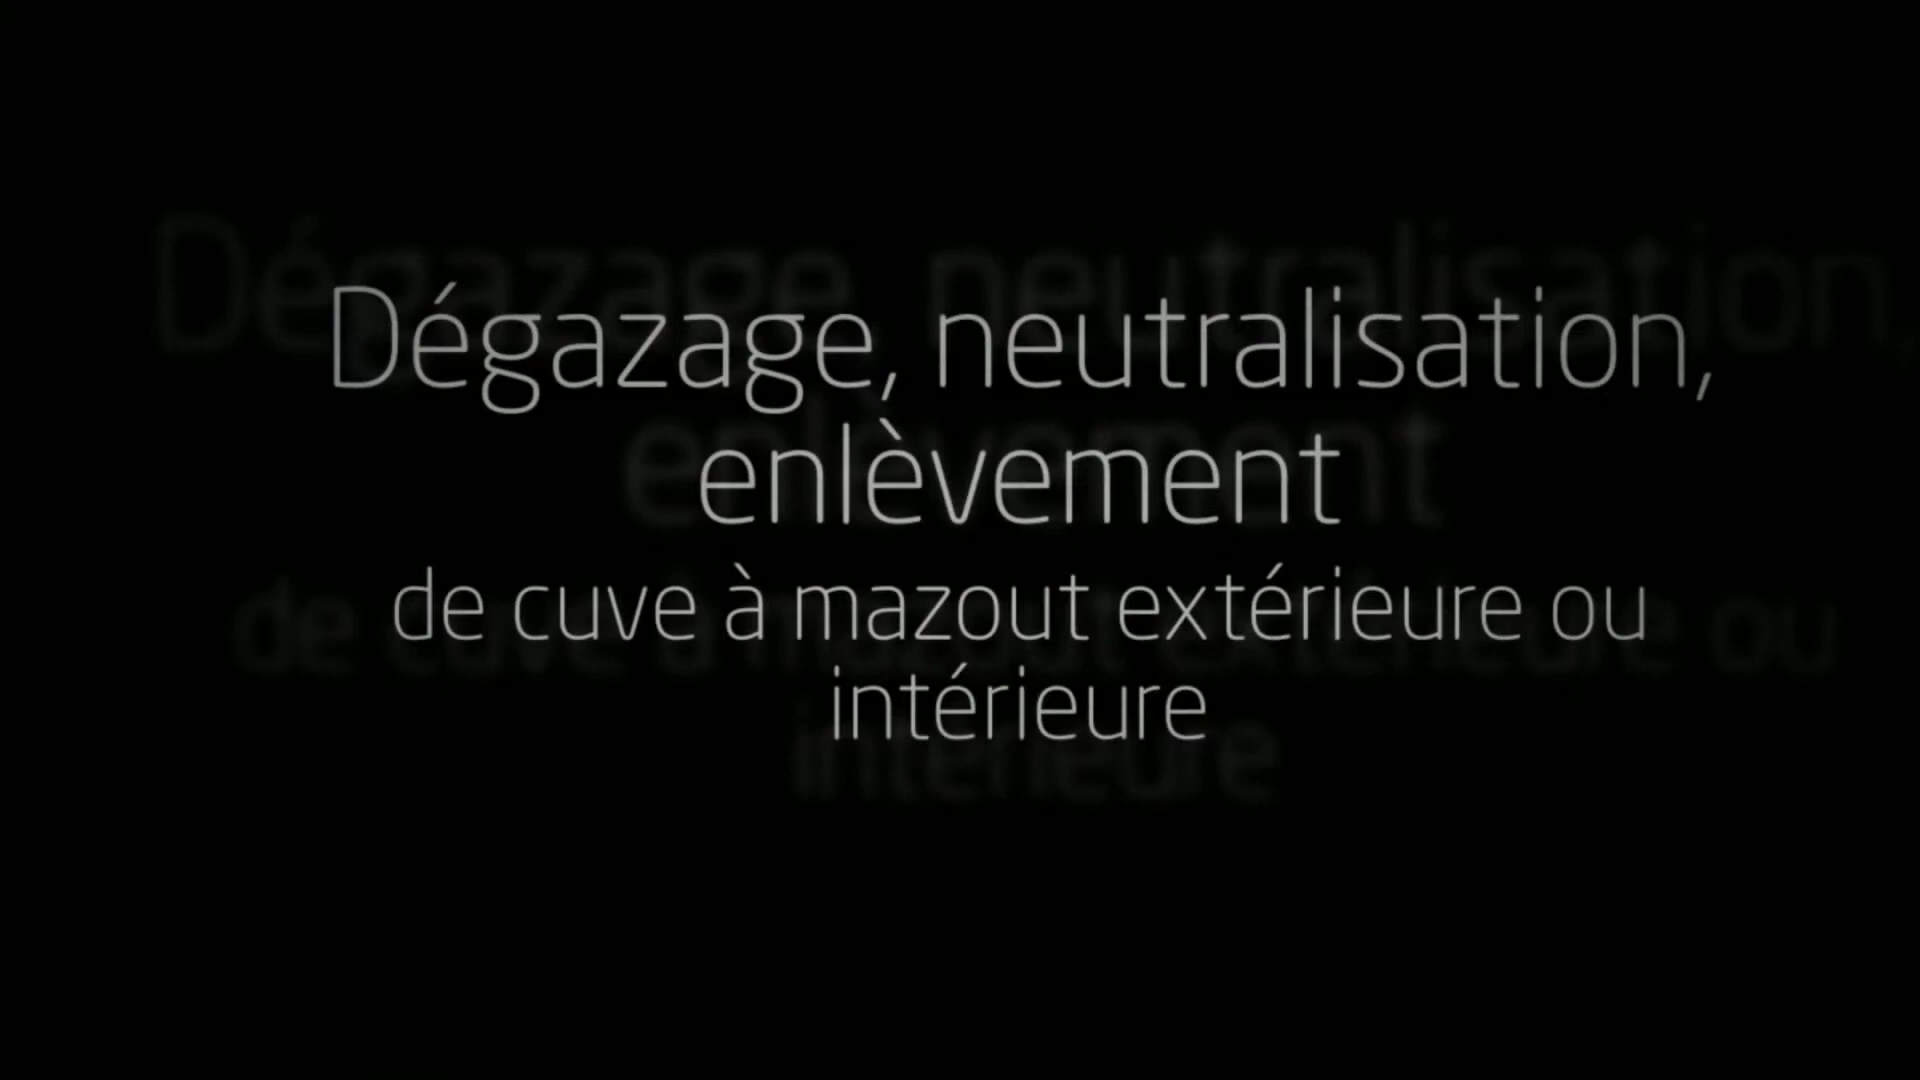 Dégazage, neutralisation,
enlèvement
de cuve à mazout extérieure ou
intérieure